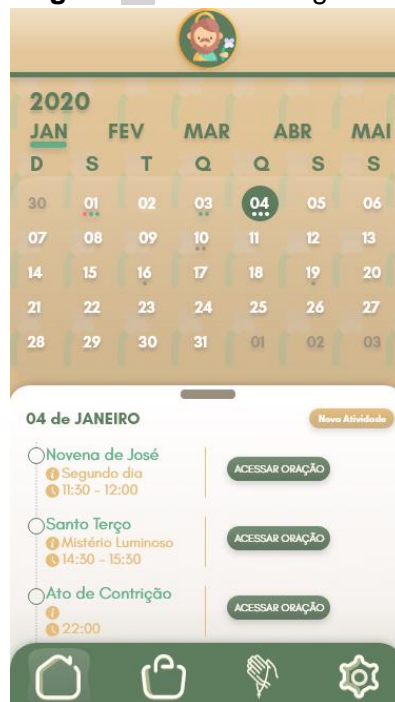 2020
JAN FEV MAR ABR MAI
D S T Q Q S S
30 01 02 03 04 05 06
07 08 09 10 11 12 13
14 15 16 17 18 19 20
21 22 23 24 25 26 27
28 29 30 31 01 02 03
04 de JANEIRO
Nova Atividade
Novena de José
Segundo dia
11:30 - 12:00
ACESSAR ORAÇÃO
Santo Terço
Mistério Luminoso
14:30 - 15:30
ACESSAR ORAÇÃO
Ato de Contrição
22:00
ACESSAR ORAÇÃO